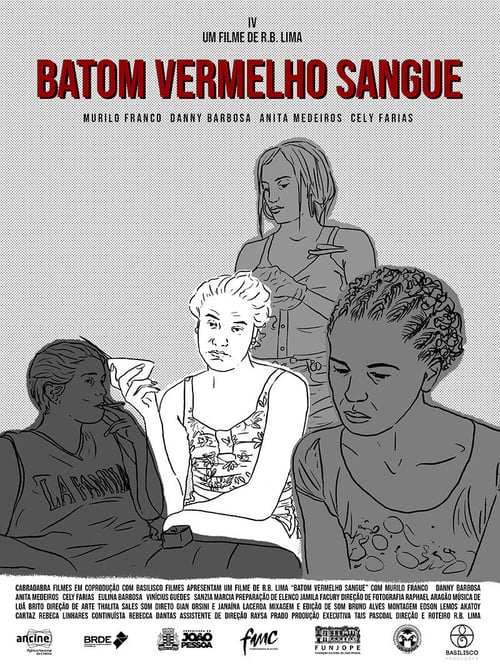 IV
UM FILME DE R.B. LIMA
BATOM VERMELHO SANGUE
MURILO FRANCO DANNY BARBOSA ANITA MEDEIROS CELY FARIAS
CABRADABRA FILMES EM COPRODUÇÃO COM BASILISCO FILMES APRESENTAM UM FILME DE R.B. LIMA "BATOM VERMELHO SANGUE" COM MURILO FRANCO DANNY BARBOSA
ANITA MEDEIROS CELY FARIAS EULINA BARBOSA VINÍCIUS GUEDES SANZIA MARCIA PREPARAÇÃO DE ELENCO JAMILA FACURY DIREÇÃO DE FOTOGRAFIA RAPHAEL ARAGÃO MÚSICA DE
LUÃ BRITO DIREÇÃO DE ARTE THALITA SALES SOM DIRETO GIAN ORSINI E JANAÍNA LACERDA MIXAGEM E EDIÇÃO DE SOM BRUNO ALVES MONTAGEM EDSON LEMOS AKATOY
CARTAZ REBECA LINHARES CONTINUÍSTA REBECCA DANTAS ASSISTENTE DE DIREÇÃO RAYSA PRADO PRODUÇÃO EXECUTIVA TAIS PASCOAL DIREÇÃO E ROTEIRO R.B. LIMA
ancine BRDE JOÃO PESSOA fmc FUNJOPE BASILISCO